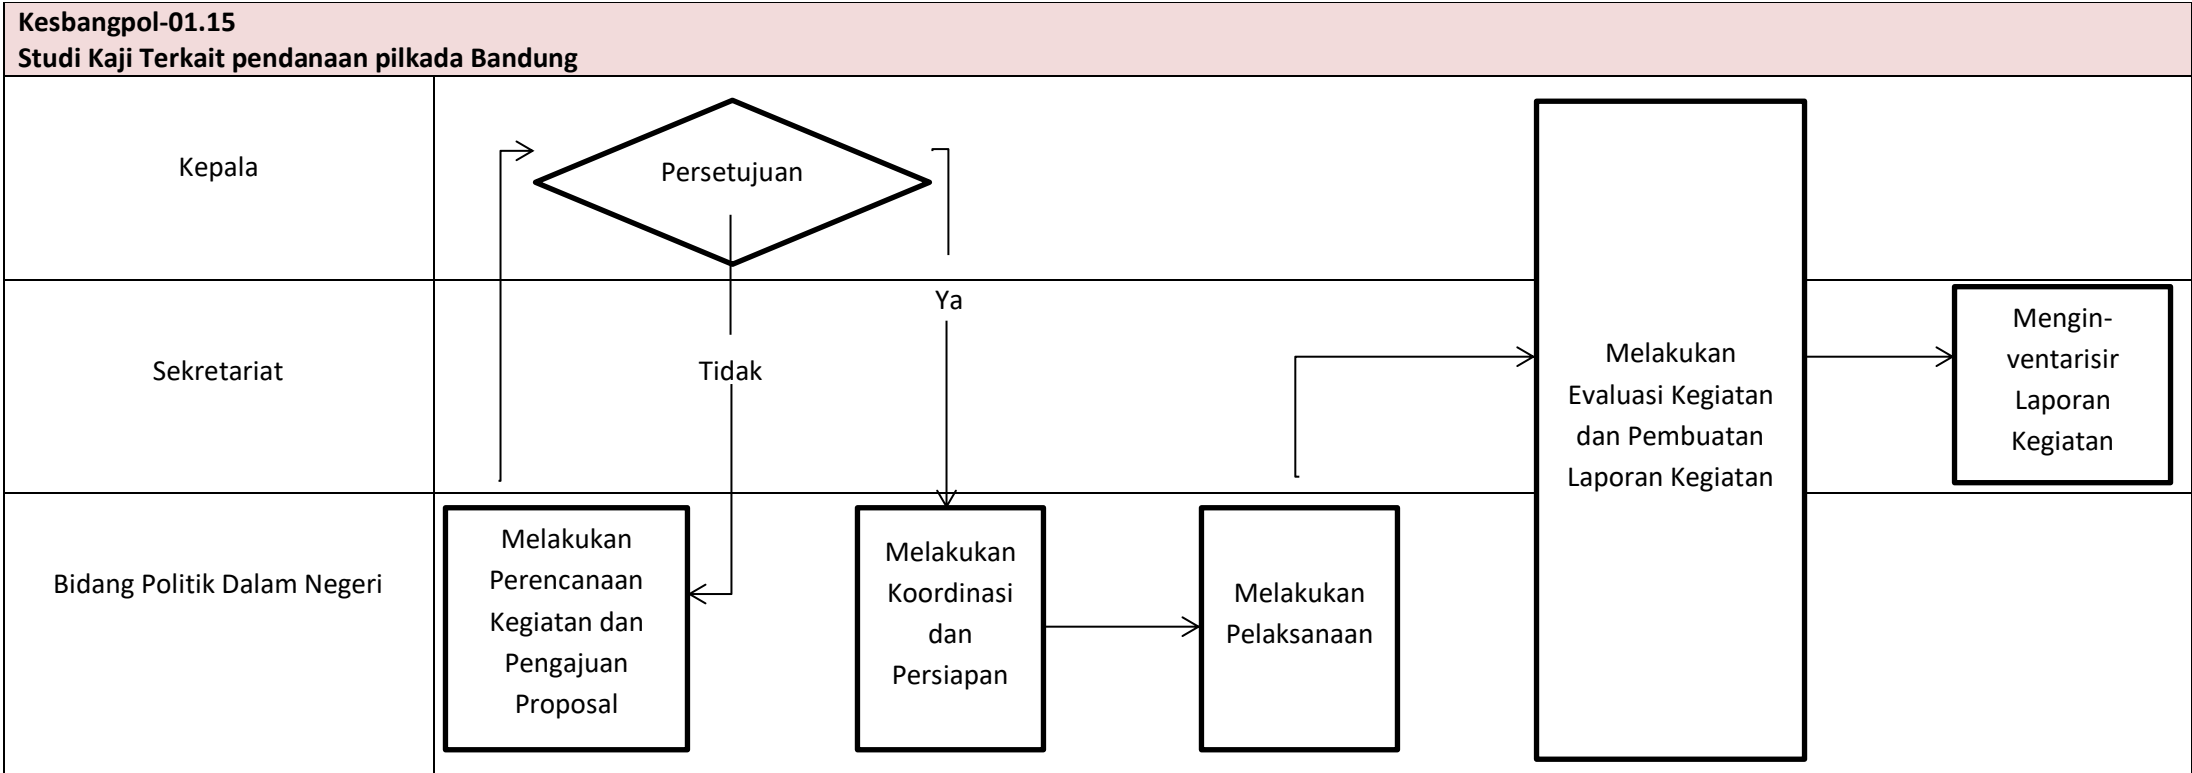 Kesbangpol-01.15
Studi Kaji Terkait pendanaan pilkada Bandung
Kepala
Persetujuan
Ya
Sekretariat
Tidak
Melakukan
Evaluasi Kegiatan
dan Pembuatan
Laporan Kegiatan
Mengin-
ventarisir
Laporan
Kegiatan
Bidang Politik Dalam Negeri
Melakukan
Perencanaan
Kegiatan dan
Pengajuan
Proposal
Melakukan
Koordinasi
dan
Persiapan
Melakukan
Pelaksanaan